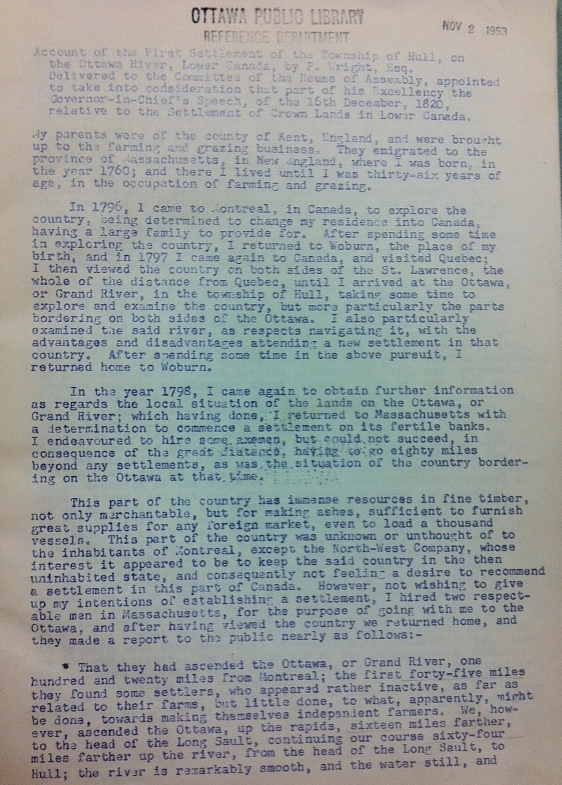 OTTAWA PUBLIC LIBRARY
REFERENCE DEPARTMENT
NOV 2 1953
Account of the First Settlement of the Township of Hull, on
the Ottawa River, Lower Canada, by P. Wright, Esq.
Delivered to the Committee of the House of Assembly, appointed
to take into consideration that part of his Excellency the
Governor-in-Chief's Speech, of the 16th December, 1820,
relative to the Settlement of Crown Lands in Lower Canada.
My parents were of the county of Kent, England, and were brought
up to the farming and grazing business. They emigrated to the
province of Massachusetts, in New England, where I was born, in
the year 1760; and there I lived until I was thirty-six years of
age, in the occupation of farming and grazing.
In 1796, I came to Montreal, in Canada, to explore the
country, being determined to change my residence into Canada,
having a large family to provide for. After spending some time
in exploring the country, I returned to Woburn, the place of my
birth, and in 1797 I came again to Canada, and visited Quebec;
I then viewed the country on both sides of the St. Lawrence, the
whole of the distance from Quebec, until I arrived at the Ottawa,
or Grand River, in the township of Hull, taking some time to
explore and examine the country, but more particularly the parts
bordering on both sides of the Ottawa. I also particularly
examined the said river, as respects navigating it, with the
advantages and disadvantages attending a new settlement in that
country. After spending some time in the above pursuit, I
returned home to Woburn.
In the year 1798, I came again to obtain further information
as regards the local situation of the lands on the Ottawa, or
Grand River; which having done, I returned to Massachusetts with
a determination to commence a settlement on its fertile banks.
I endeavoured to hire some axemen, but could not succeed, in
consequence of the great distance, having to go eighty miles
beyond any settlements, as was the situation of the country border-
ing on the Ottawa at that time.
This part of the country has immense resources in fine timber,
not only merchantable, but for making ashes, sufficient to furnish
great supplies for any foreign market, even to load a thousand
vessels. This part of the country was unknown or unthought of to
the inhabitants of Montreal, except the North-West Company, whose
interest it appeared to be to keep the said country in the then
uninhabited state, and consequently not feeling a desire to recommend
a settlement in this part of Canada. However, not wishing to give
up my intentions of establishing a settlement, I hired two respect-
able men in Massachusetts, for the purpose of going with me to the
Ottawa, and after having viewed the country we returned home, and
they made a report to the public nearly as follows:-
" That they had ascended the Ottawa, or Grand River, one
hundred and twenty miles from Montreal; the first forty-five miles
they found some settlers, who appeared rather inactive, as far as
related to their farms, but little done, to what, apparently, might
be done, towards making themselves independent farmers. We, how-
ever, ascended the Ottawa, up the rapids, sixteen miles farther,
to the head of the Long Sault, continuing our course sixty-four
miles farther up the river, from the head of the Long Sault, to
Hull; the river is remarkably smooth, and the water still, and